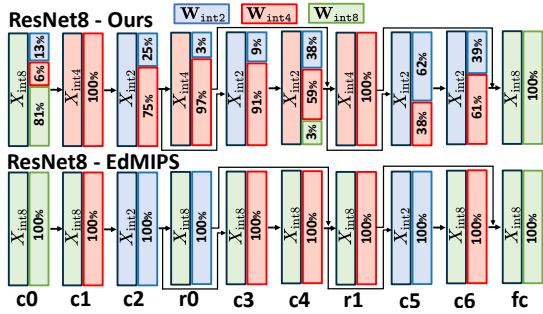 W_int2 W_int4 W_int8
ResNet8 - Ours
X_int8 13% 6% 81%
X_int4 100%
X_int2 25% 75%
X_int4 3% 97%
X_int2 9% 91%
X_int2 38% 59% 3%
X_int4 100%
X_int2 62% 38%
X_int2 39% 61%
X_int8 100%
ResNet8 - EdMIPS
X_int8 100%
X_int8 100%
X_int2 100%
X_int8 100%
X_int2 100%
X_int8 100%
X_int8 100%
X_int2 100%
X_int8 100%
X_int8 100%
c0 c1 c2 r0 c3 c4 r1 c5 c6 fc